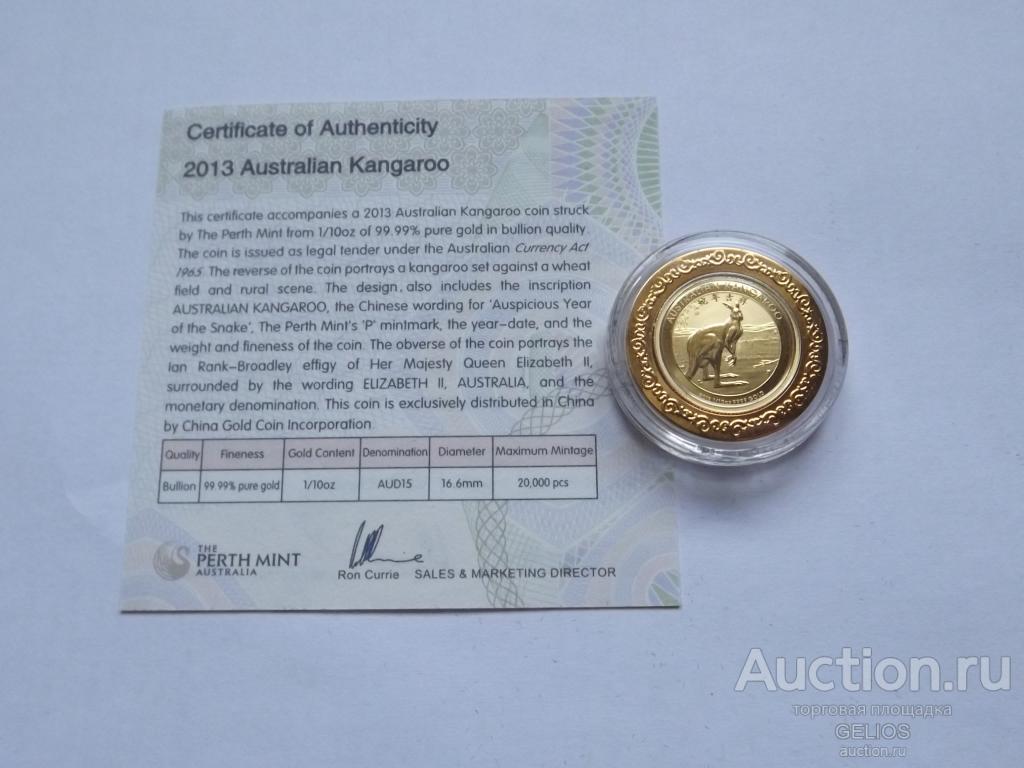 Certificate of Authenticity
2013 Australian Kangaroo
This certificate accompanies a 2013 Australian Kangaroo coin struck
by The Perth Mint from 1/10oz of 99.99% pure gold in bullion quality.
The coin is issued as legal tender under the Australian Currency Act
1965. The reverse of the coin portrays a kangaroo set against a wheat
field and rural scene. The design also includes the inscription
AUSTRALIAN KANGAROO, the Chinese wording for 'Auspicious Year
of the Snake', The Perth Mint's 'P' mintmark, the year-date, and the
weight and fineness of the coin. The obverse of the coin portrays the
Ian Rank-Broadley effigy of Her Majesty Queen Elizabeth II,
surrounded by the wording ELIZABETH II, AUSTRALIA, and the
monetary denomination. This coin is exclusively distributed in China
by China Gold Coin Incorporation
Quality Fineness Gold Content Denomination Diameter Maximum Mintage
Bullion 99.99% pure gold 1/10oz AUD15 16.6mm 20,000 pcs
THE
PERTH MINT
AUSTRALIA
Ron Currie SALES & MARKETING DIRECTOR
AUSTRALIAN KANGAROO
Auction.ru
торговая площадка
GELIOS
auction.ru